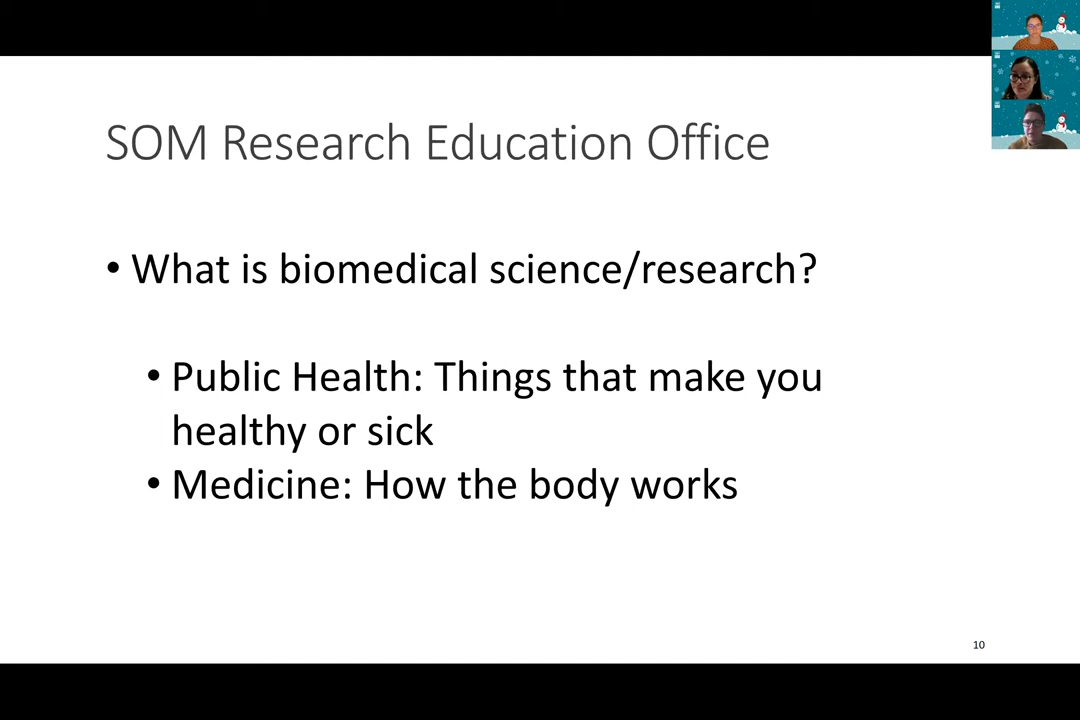 SOM Research Education Office
• What is biomedical science/research?
• Public Health: Things that make you
healthy or sick
• Medicine: How the body works
10